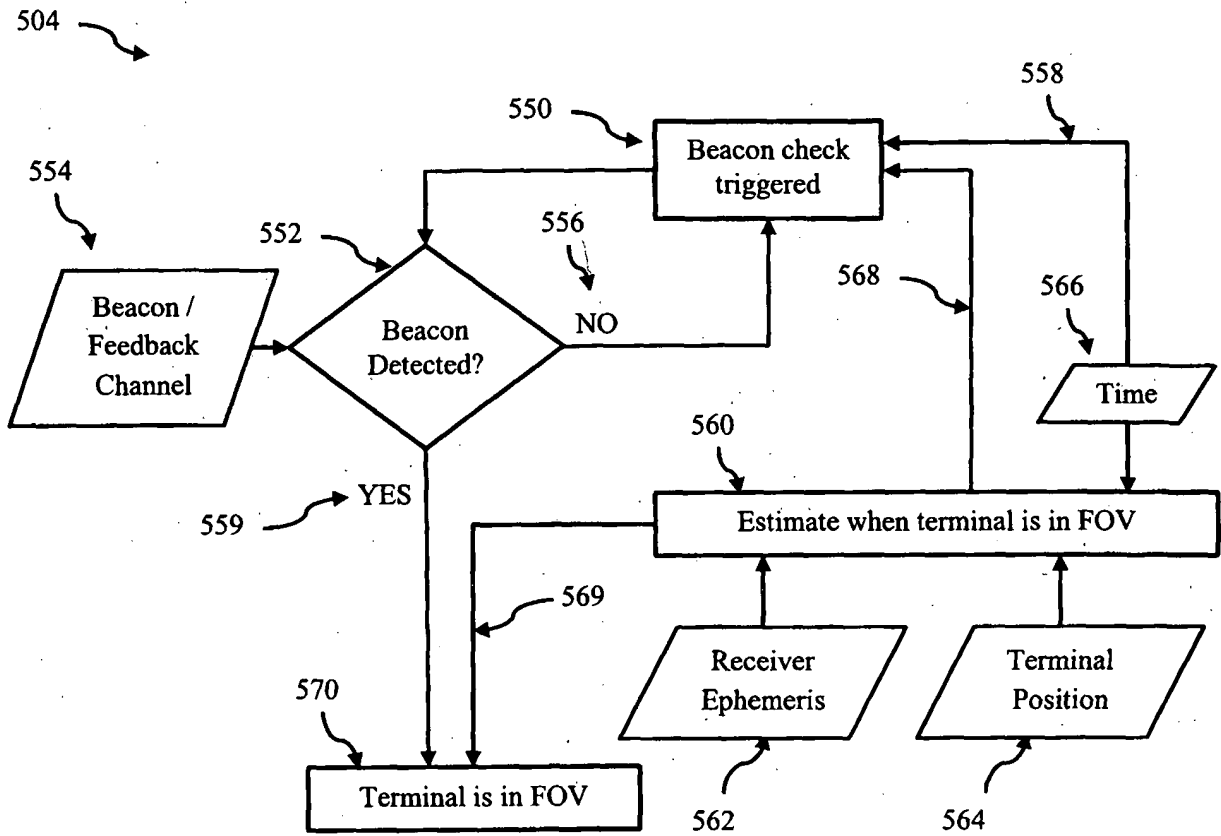 504
558
550
Beacon check
triggered
554
556
552
568
566
Beacon /
Feedback
Channel
Beacon
Detected?
NO
Time
560
YES
559
Estimate when terminal is in FOV
569
Receiver
Ephemeris
Terminal
Position
570
Terminal is in FOV
562
564